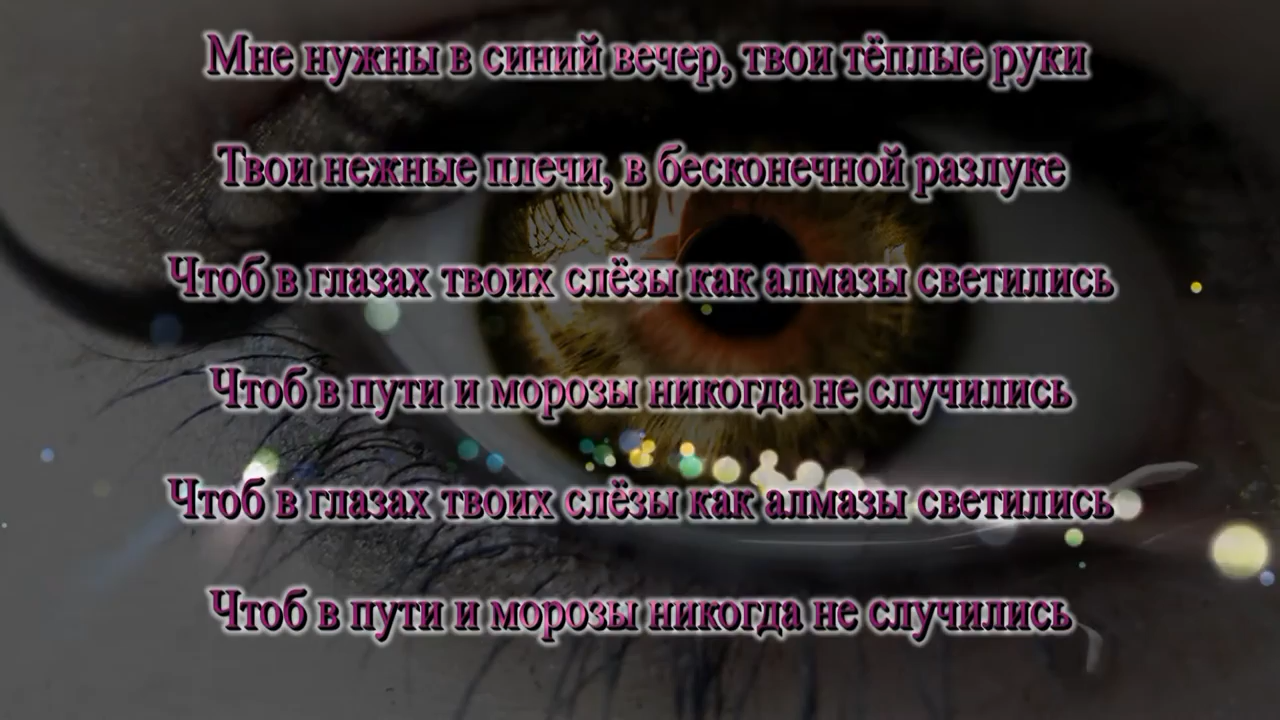 Мне нужны в синий вечер, твои тёплые руки
Твои нежные плечи, в бесконечной разлуке
Чтоб в глазах твоих слёзы как алмазы светились
Чтоб в пути и морозы никогда не случились
Чтоб в глазах твоих слёзы как алмазы светились
Чтоб в пути и морозы никогда не случились